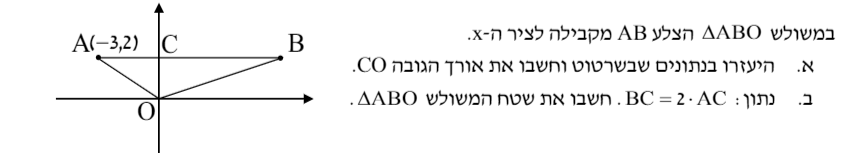 במשולש ΔABO הצלע AB מקבילה לציר ה-x.
א. היעזרו בנתונים שבשרטוט וחשבו את אורך הגובה CO.
ב. נתון: BC = 2 · AC. חשבו את שטח המשולש ΔABO.
A(−3,2) C B
O